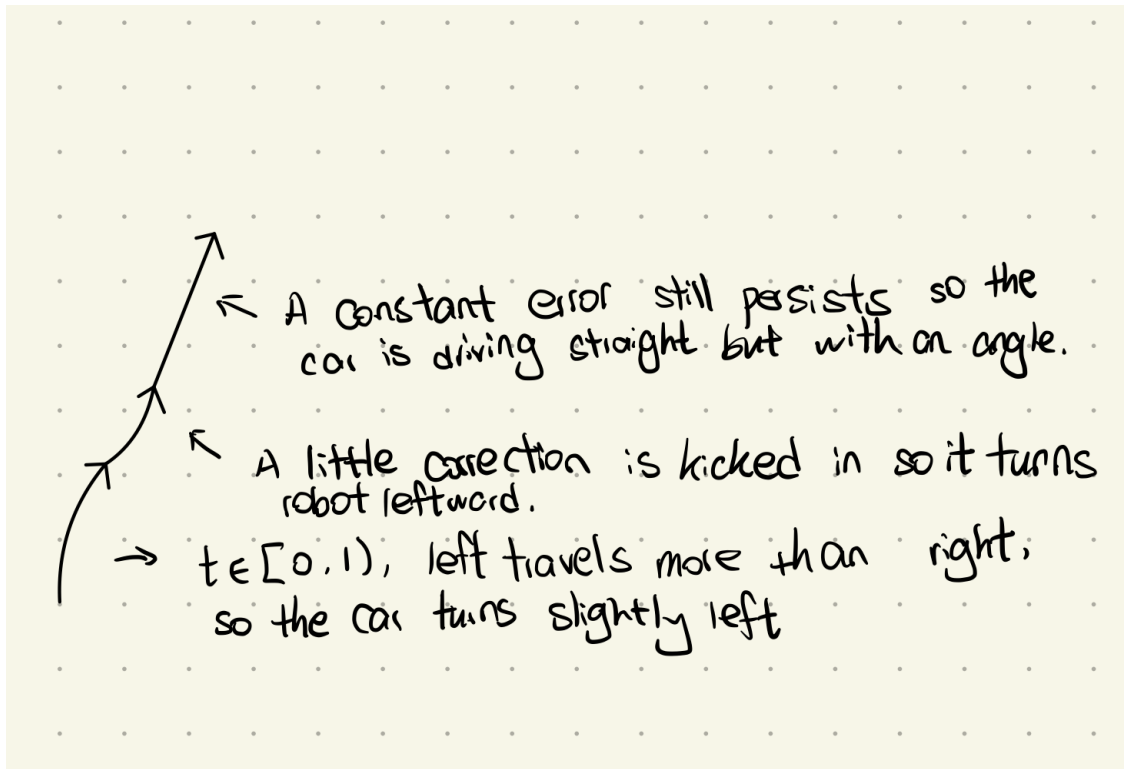 A constant error still persists so the
car is driving straight but with an angle.
A little correction is kicked in so it turns
robot leftward.
t ∈ [0,1), left travels more than right,
so the car turns slightly left